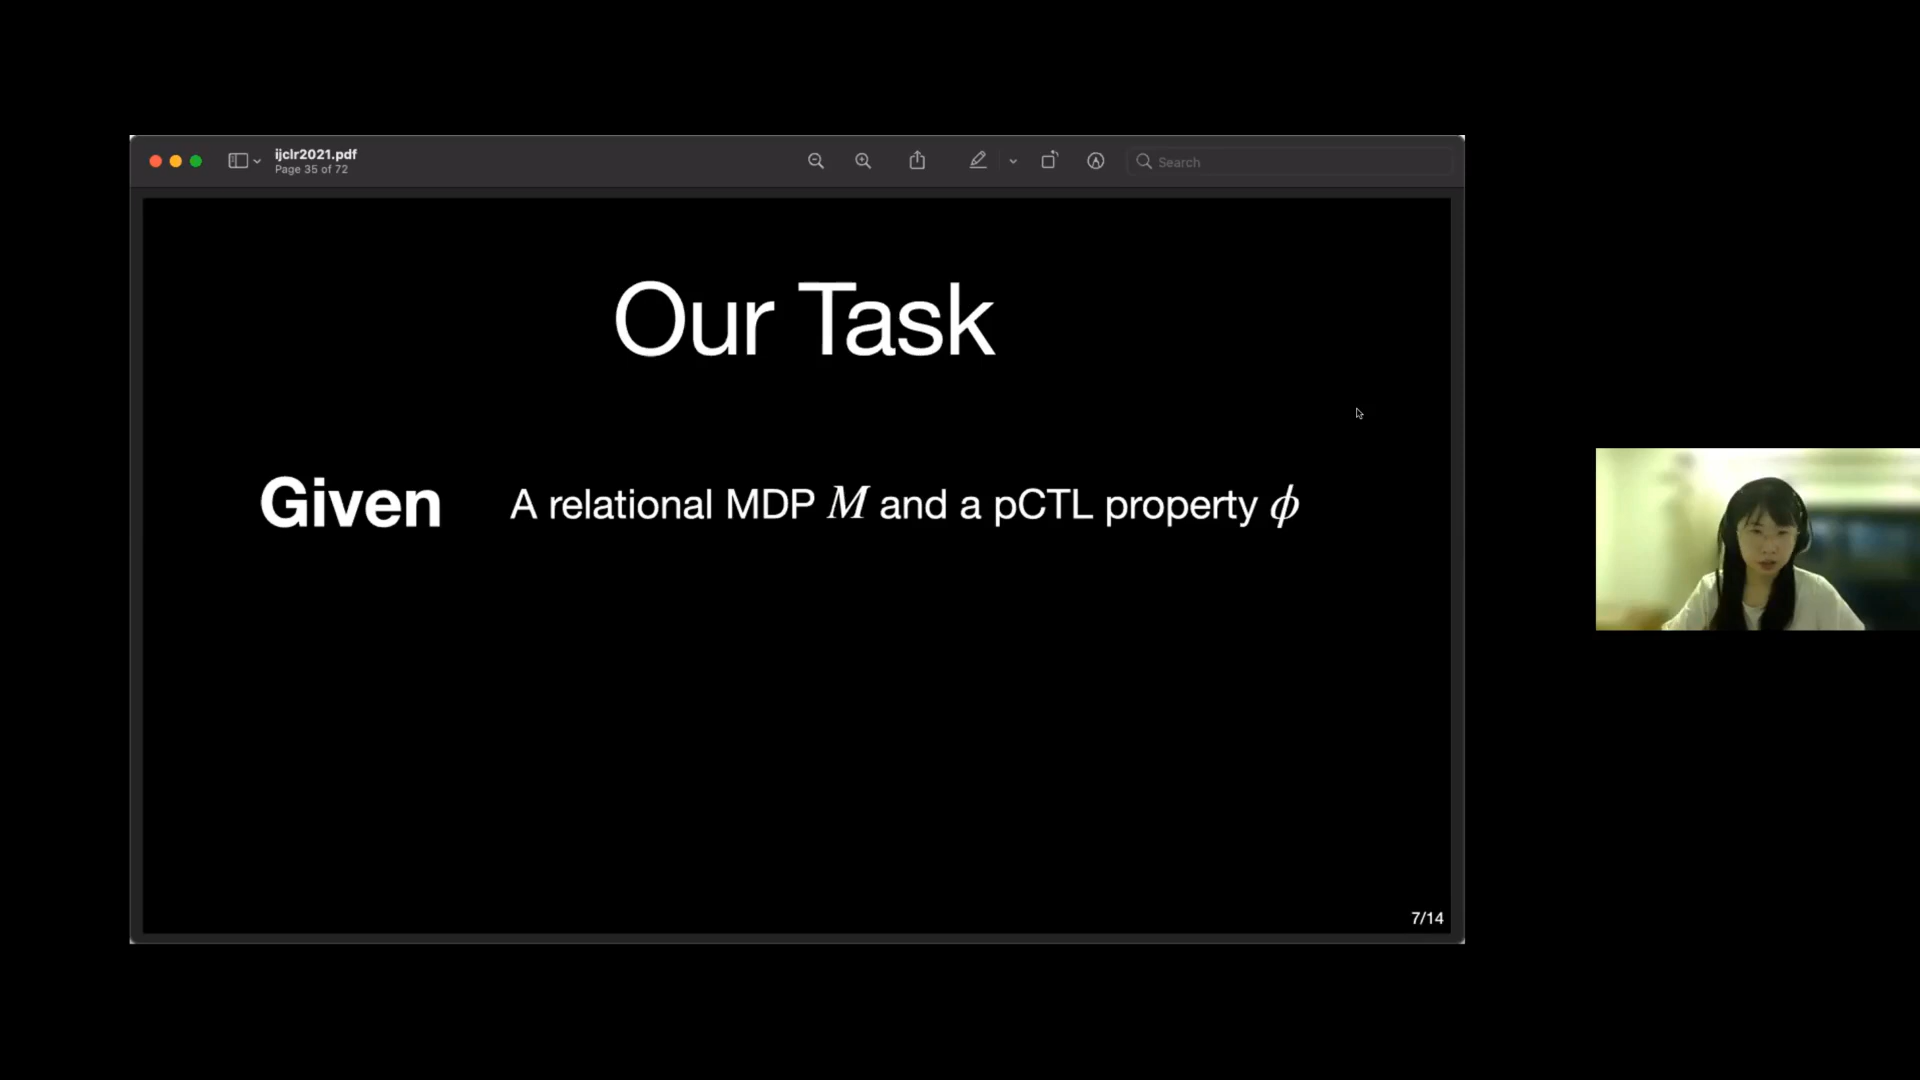 ijclr2021.pdf
Page 35 of 72
Search
Our Task
Given A relational MDP M and a pCTL property ϕ
7/14